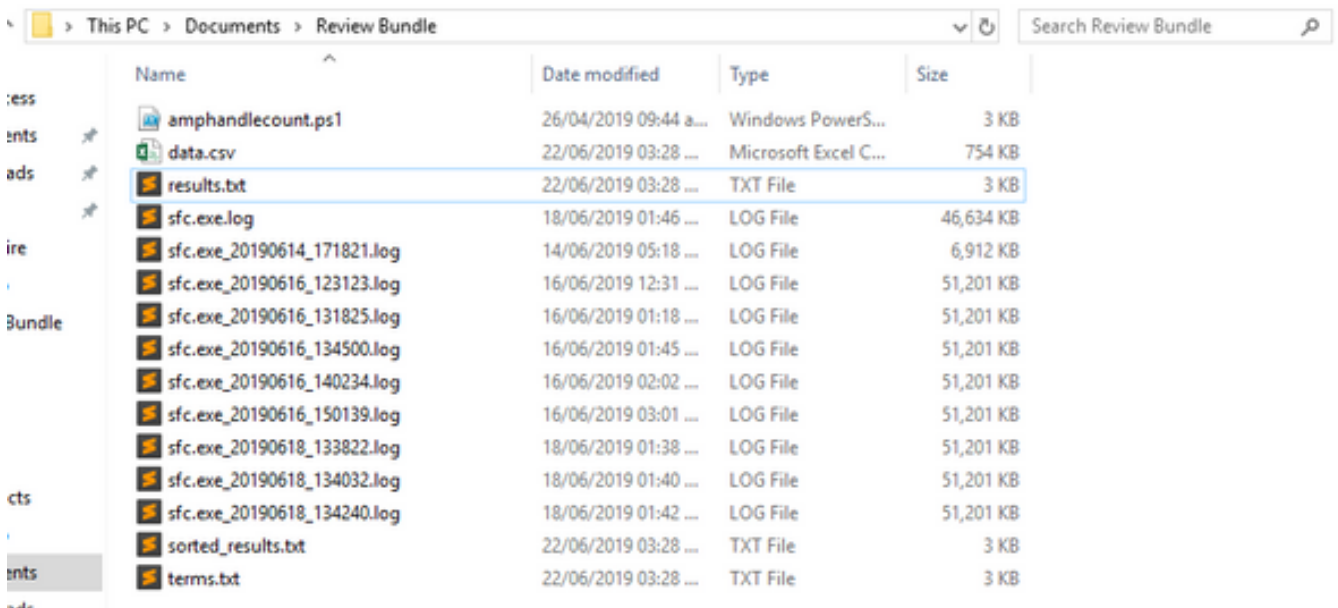 This PC > Documents > Review Bundle Search Review Bundle
Name Date modified Type Size
amphandlecount.ps1 26/04/2019 09:44 a... Windows PowerS... 3 KB
data.csv 22/06/2019 03:28 .... Microsoft Excel C... 754 KB
results.txt 22/06/2019 03:28 .... TXT File 3 KB
sfc.exe.log 18/06/2019 01:46 .... LOG File 46,634 KB
sfc.exe_20190614_171821.log 14/06/2019 05:18 .... LOG File 6,912 KB
sfc.exe_20190616_123123.log 16/06/2019 12:31 .... LOG File 51,201 KB
sfc.exe_20190616_131825.log 16/06/2019 01:18 .... LOG File 51,201 KB
sfc.exe_20190616_134500.log 16/06/2019 01:45 .... LOG File 51,201 KB
sfc.exe_20190616_140234.log 16/06/2019 02:02 .... LOG File 51,201 KB
sfc.exe_20190616_150139.log 16/06/2019 03:01 .... LOG File 51,201 KB
sfc.exe_20190618_133822.log 18/06/2019 01:38 .... LOG File 51,201 KB
sfc.exe_20190618_134032.log 18/06/2019 01:40 .... LOG File 51,201 KB
sfc.exe_20190618_134240.log 18/06/2019 01:42 .... LOG File 51,201 KB
sorted_results.txt 22/06/2019 03:28 .... TXT File 3 KB
terms.txt 22/06/2019 03:28 .... TXT File 3 KB
cess
ents
ads
ire
Bundle
cts
ents